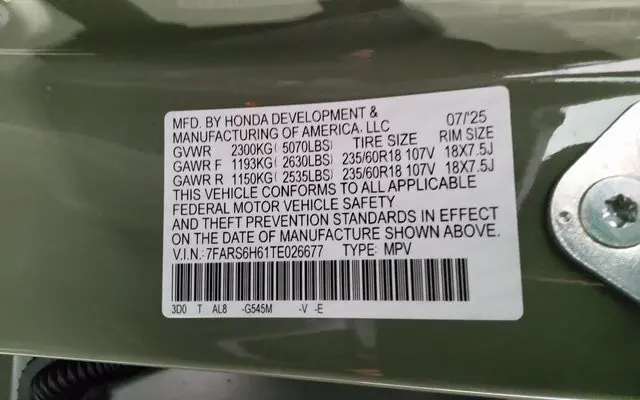 MFD. BY HONDA DEVELOPMENT & 07/'25
MANUFACTURING OF AMERICA, LLC
GVWR 2300KG ( 5070LBS) TIRE SIZE RIM SIZE
GAWR F 1193KG ( 2630LBS) 235/60R18 107V 18X7.5J
GAWR R 1150KG ( 2535LBS) 235/60R18 107V 18X7.5J
THIS VEHICLE CONFORMS TO ALL APPLICABLE
FEDERAL MOTOR VEHICLE SAFETY
AND THEFT PREVENTION STANDARDS IN EFFECT
ON THE DATE OF MANUFACTURE SHOWN ABOVE.
V.I.N.: 7FARS6H61TE026677 TYPE: MPV
3D0 T AL8 -G545M -V -E